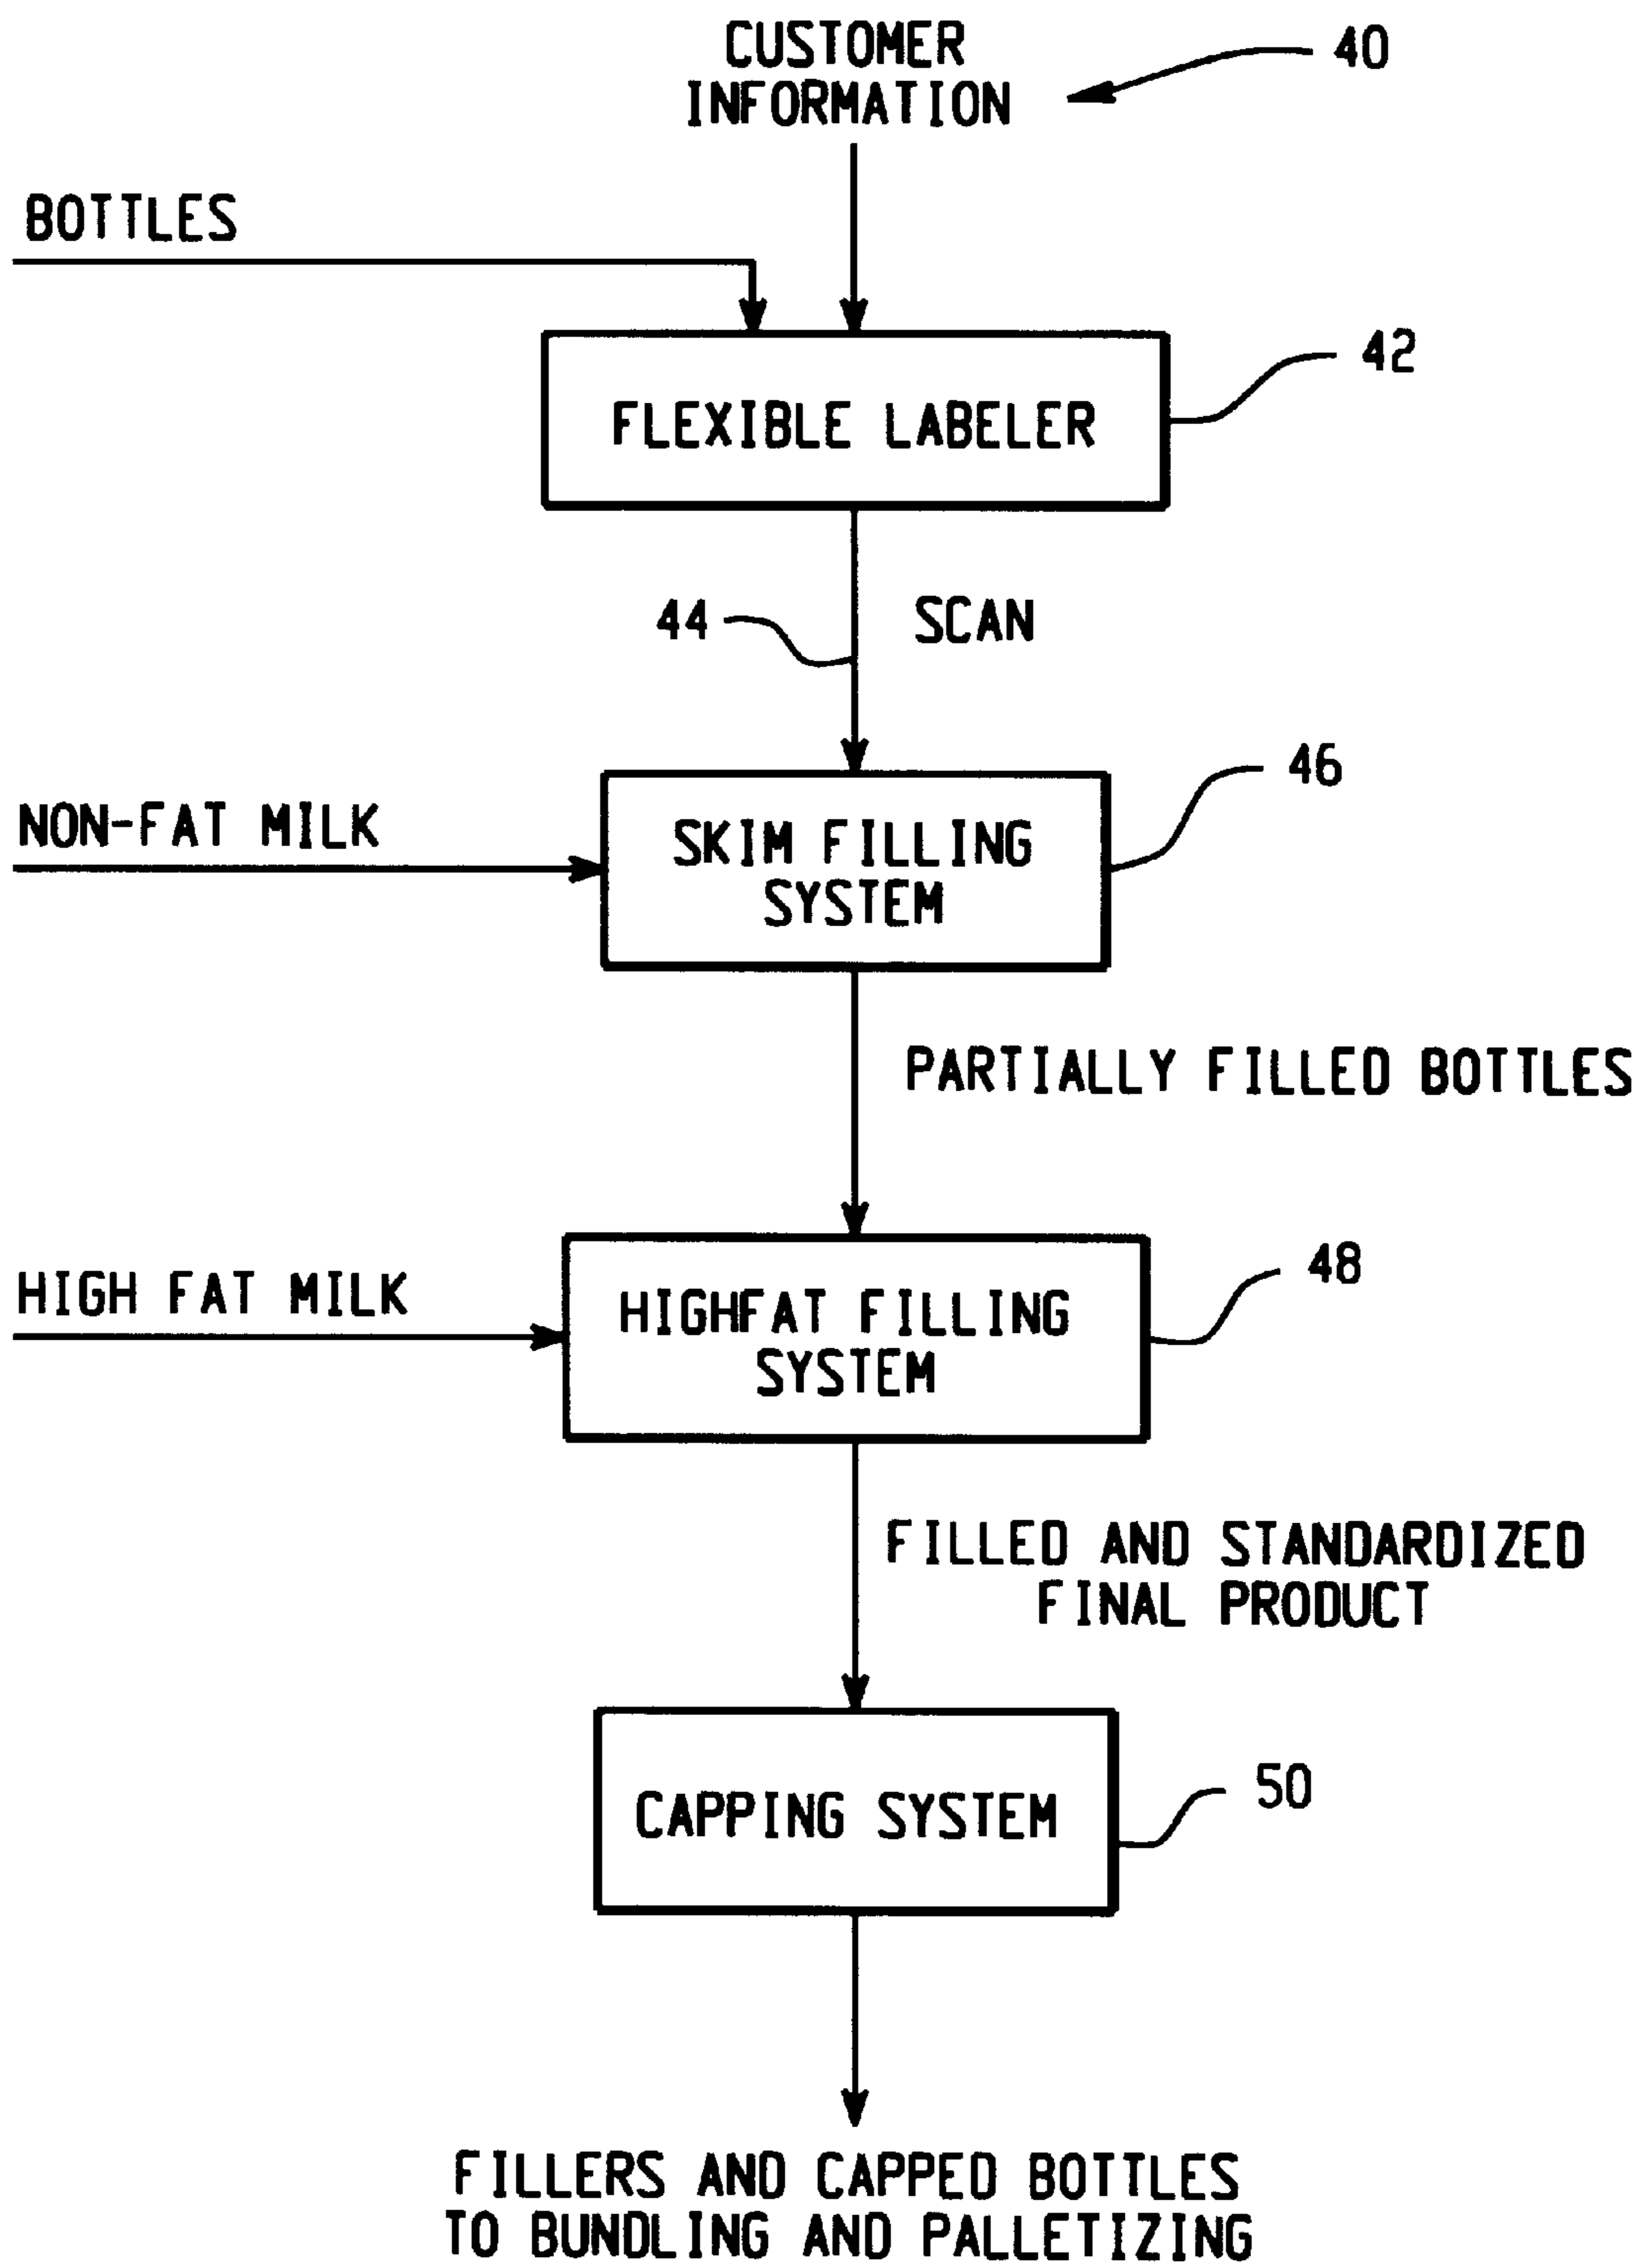 CUSTOMER
INFORMATION
40
BOTTLES
42
FLEXIBLE LABELER
44
SCAN
46
NON-FAT MILK
SKIM FILLING
SYSTEM
PARTIALLY FILLED BOTTLES
48
HIGH FAT MILK
HIGHFAT FILLING
SYSTEM
FILLED AND STANDARDIZED
FINAL PRODUCT
50
CAPPING SYSTEM
FILLERS AND CAPPED BOTTLES
TO BUNDLING AND PALLETIZING